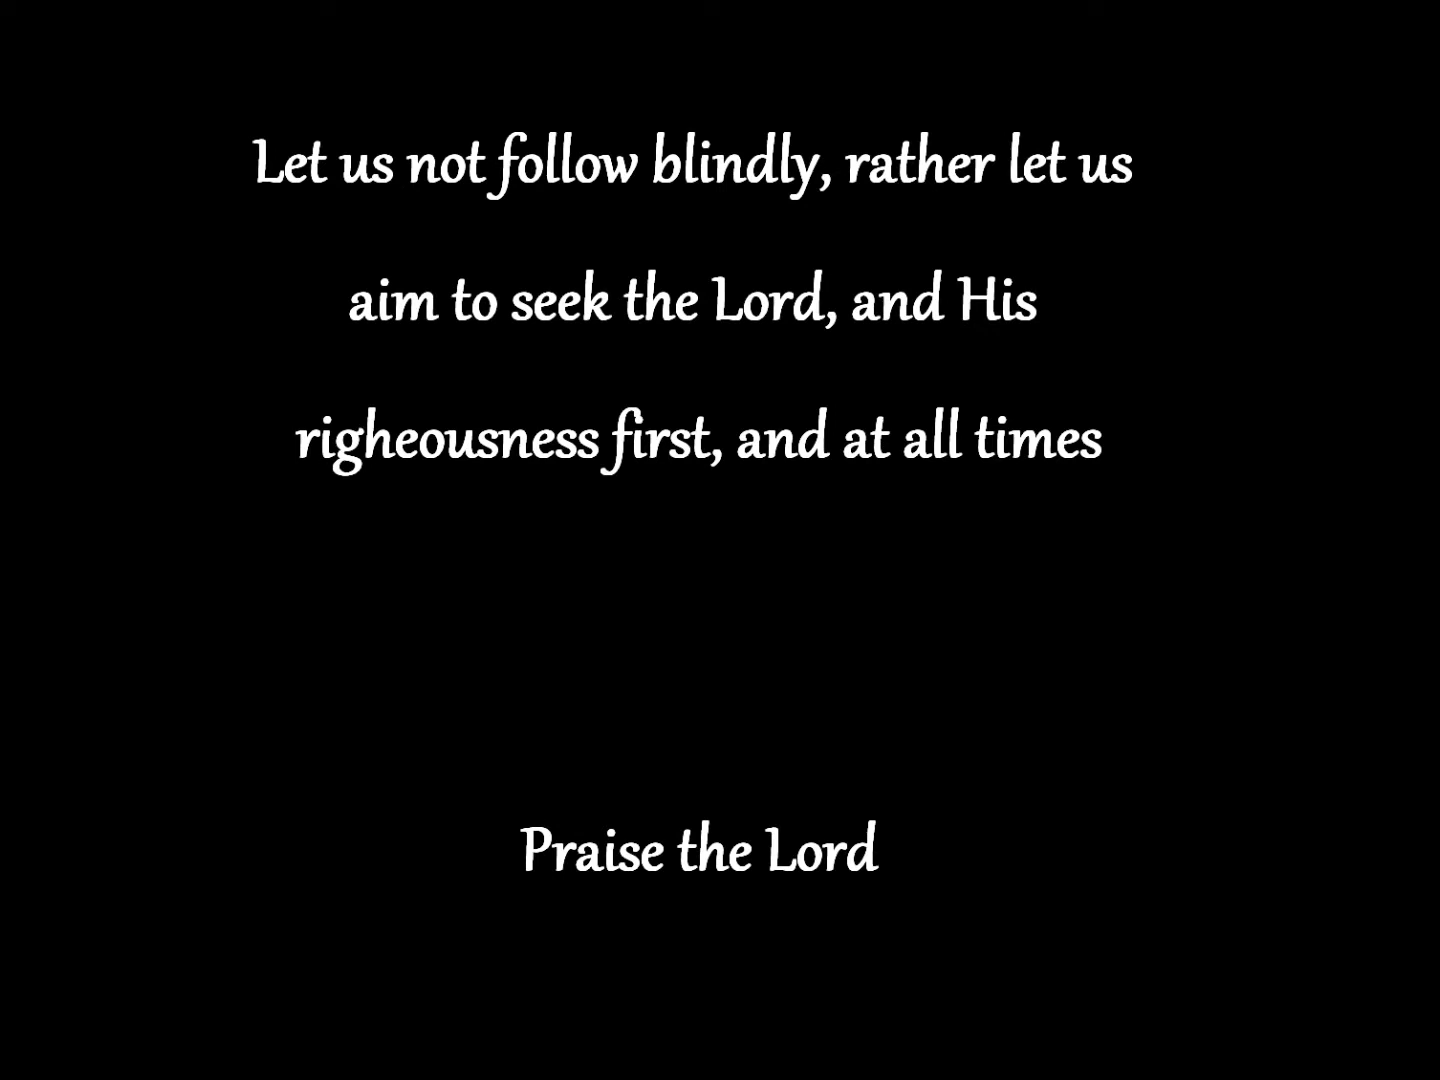 Let us not follow blindly, rather let us
aim to seek the Lord, and His
righeousness first, and at all times
Praise the Lord